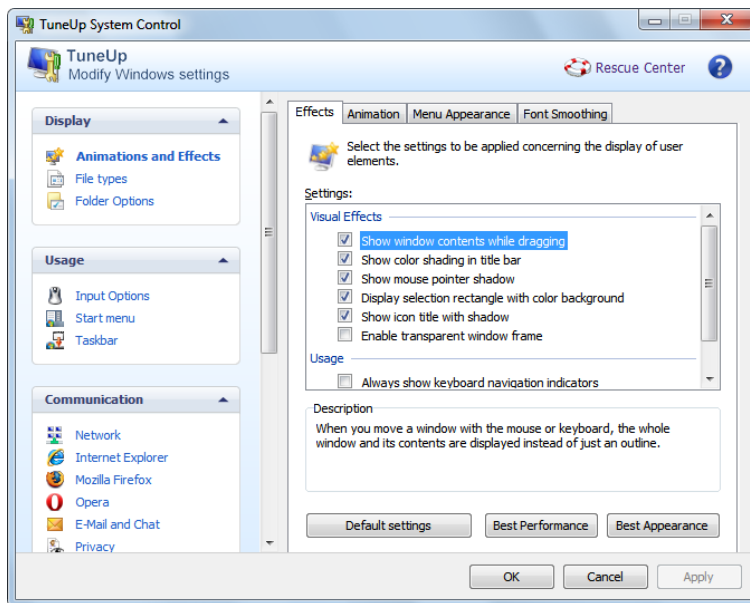 TuneUp System Control
TuneUp
Modify Windows settings
Rescue Center
Display
Animations and Effects
File types
Folder Options
Usage
Input Options
Start menu
Taskbar
Communication
Network
Internet Explorer
Mozilla Firefox
Opera
E-Mail and Chat
Privacy
Effects
Animation
Menu Appearance
Font Smoothing
Select the settings to be applied concerning the display of user
elements.
Settings:
Visual Effects
Show window contents while dragging
Show color shading in title bar
Show mouse pointer shadow
Display selection rectangle with color background
Show icon title with shadow
Enable transparent window frame
Usage
Always show keyboard navigation indicators
Description
When you move a window with the mouse or keyboard, the whole
window and its contents are displayed instead of just an outline.
Default settings
Best Performance
Best Appearance
OK
Cancel
Apply